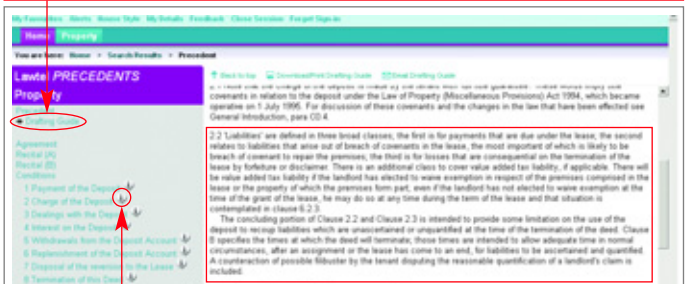 My Favourites Alerts House Style My Details Feedback Close Session Forget Sign-in
Home Property
You are here: Home > Search Results > Precedent
Lawtel PRECEDENTS
Property
Precedent
Drafting Guide
Agreement
Recital (A)
Recital (B)
Conditions
1 Payment of the Deposit
2 Charge of the Deposit
3 Dealings with the Deposit
4 Interest on the Deposit
5 Withdrawals from the Deposit Account
6 Replenishment of the Deposit Account
7 Disposal of the reversion to the Lease
8 Termination of this Deed
Back to top Download/Print Drafting Guide Email Drafting Guide
covenants in relation to the deposit under the Law of Property (Miscellaneous Provisions) Act 1994, which became
operative on 1 July 1995. For discussion of these covenants and the changes in the law that have been effected see
General Introduction, para CD.4.
2.2 'Liabilities' are defined in three broad classes, the first is for payments that are due under the lease; the second
relates to liabilities that arise out of breach of covenants in the lease, the most important of which is likely to be
breach of covenant to repair the premises; the third is for losses that are consequential on the termination of the
lease by forfeiture or disclaimer. There is an additional class to cover value added tax liability, if applicable. There will
be value added tax liability if the landlord has elected to waive exemption in respect of the premises comprised in the
lease or the property of which the premises form part, even if the landlord has not elected to waive exemption at the
time of the grant of the lease, he may do so at any time during the term of the lease and that situation is
contemplated in clause 6.2.3.
The concluding portion of Clause 2.2 and Clause 2.3 is intended to provide some limitation on the use of the
deposit to recoup liabilities which are unascertained or unquantified at the time of the termination of the deed. Clause
8 specifies the times at which the deed will terminate; those times are intended to allow adequate time in normal
circumstances, after an assignment or the lease has come to an end, for liabilities to be ascertained and quantified.
A counteraction of possible filibuster by the tenant disputing the reasonable quantification of a landlord's claim is
included.